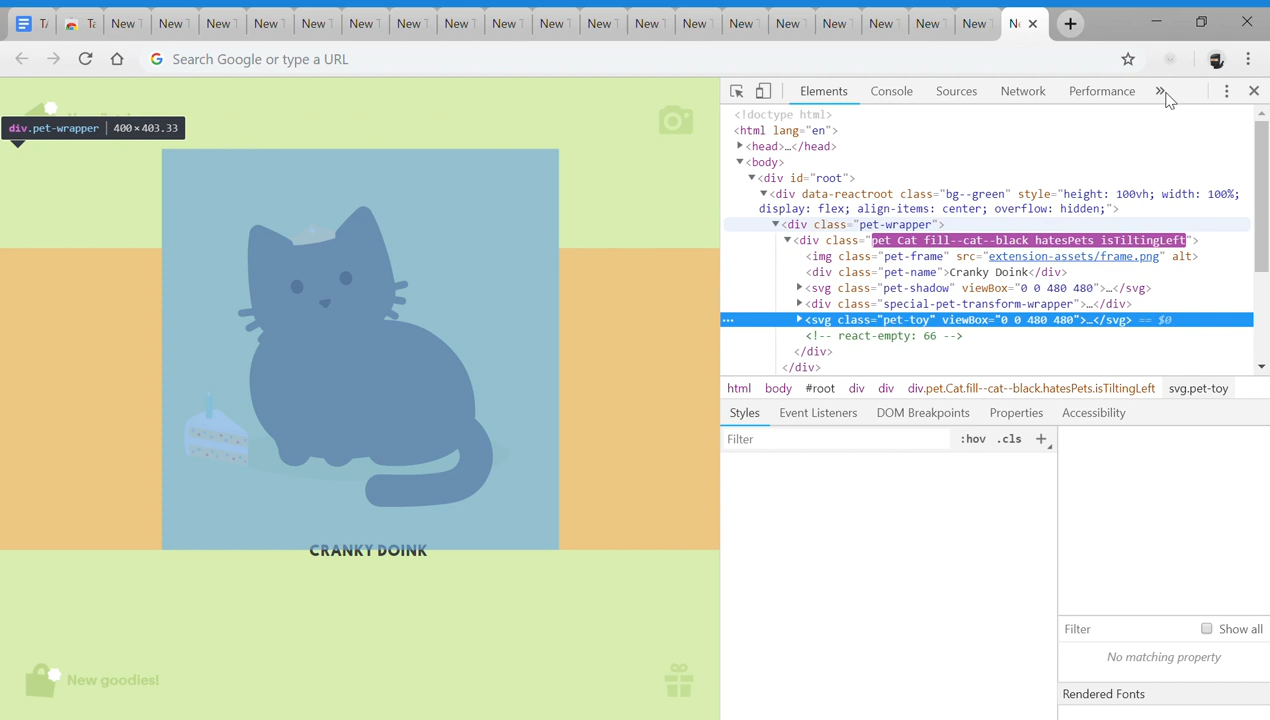 TA Ta New T New T New T New T New T New T New T New T New T New T New T New T New T New T New T New T New T New T New T Ne
Search Google or type a URL
Elements Console Sources Network Performance »
div.pet-wrapper 400×403.33
<!doctype html>
<html lang="en">
<head>…</head>
<body>
<div id="root">
<div data-reactroot class="bg--green" style="height: 100vh; width: 100%;
display: flex; align-items: center; overflow: hidden;">
<div class="pet-wrapper">
<div class="pet Cat fill--cat--black hatesPets isTiltingLeft">
<img class="pet-frame" src="extension-assets/frame.png" alt>
<div class="pet-name">Cranky Doink</div>
<svg class="pet-shadow" viewBox="0 0 480 480">…</svg>
<div class="special-pet-transform-wrapper">…</div>
… <svg class="pet-toy" viewBox="0 0 480 480">…</svg> == $0
<!-- react-empty: 66 -->
</div>
</div>
html body #root div div div.pet.Cat.fill--cat--black.hatesPets.isTiltingLeft svg.pet-toy
Styles Event Listeners DOM Breakpoints Properties Accessibility
Filter :hov .cls +
CRANKY DOINK
New goodies!
Filter Show all
No matching property
Rendered Fonts